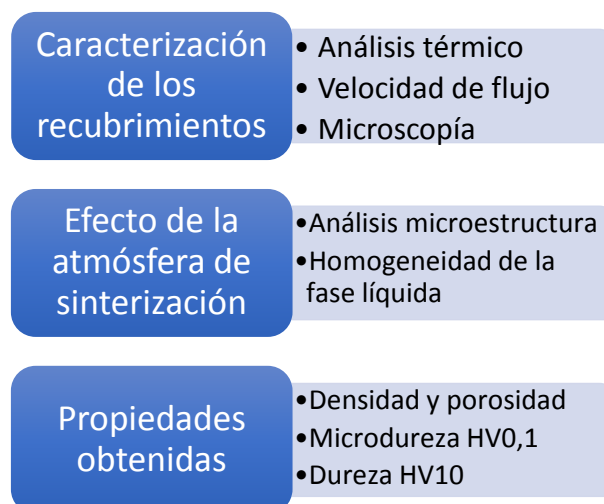 Caracterización
de los
recubrimientos
• Análisis térmico
• Velocidad de flujo
• Microscopía
Efecto de la
atmósfera de
sinterización
•Análisis microestructura
•Homogeneidad de la
fase líquida
Propiedades
obtenidas
•Densidad y porosidad
•Microdureza HV0,1
•Dureza HV10